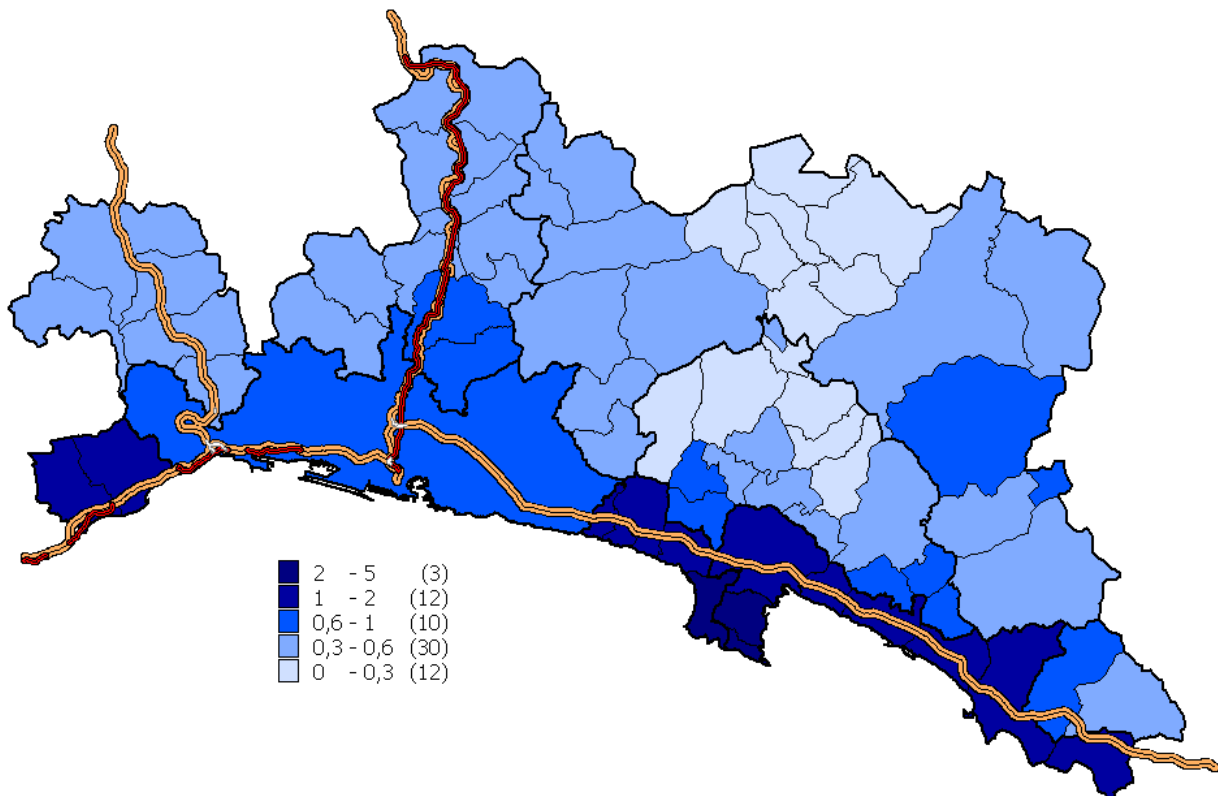 2 - 5 (3)
1 - 2 (12)
0,6 - 1 (10)
0,3 - 0,6 (30)
0 - 0,3 (12)